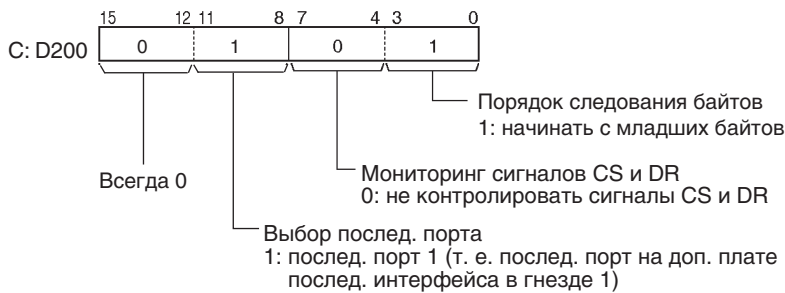 15 12 11 8 7 4 3 0
C: D200 0 1 0 1
Порядок следования байтов
1: начинать с младших байтов
Всегда 0
Мониторинг сигналов CS и DR
0: не контролировать сигналы CS и DR
Выбор послед. порта
1: послед. порт 1 (т. е. послед. порт на доп. плате
послед. интерфейса в гнезде 1)